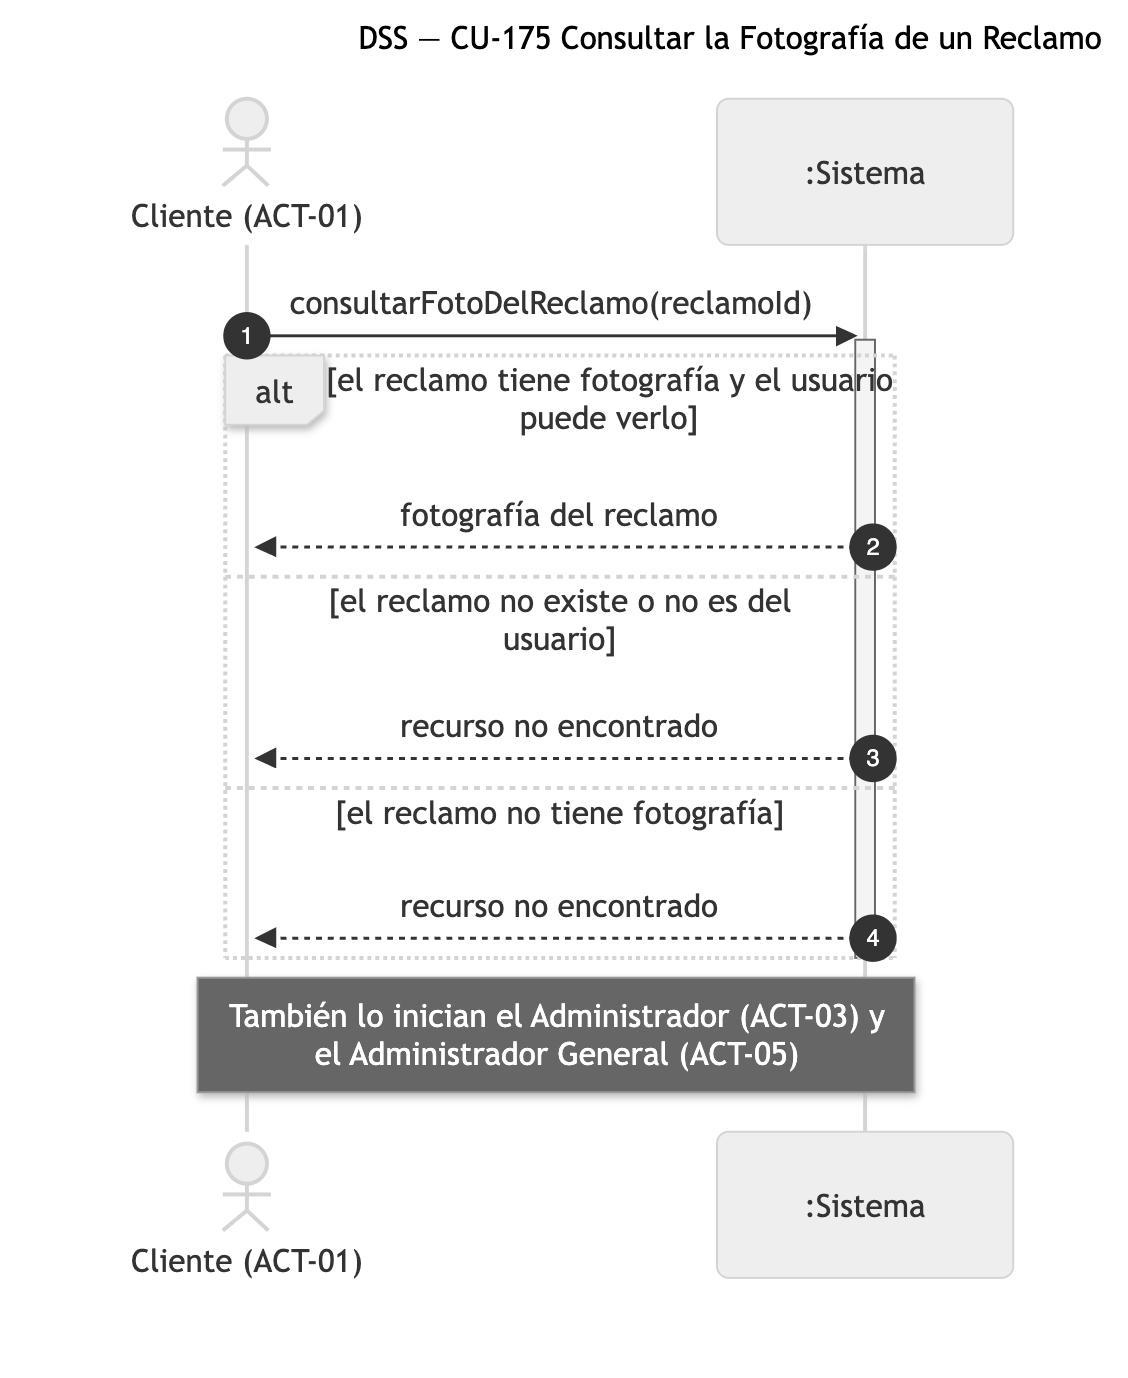 DSS — CU-175 Consultar la Fotografía de un Reclamo
Cliente (ACT-01)
:Sistema
consultarFotoDelReclamo(reclamoId)
1
alt
[el reclamo tiene fotografía y el usuario
puede verlo]
fotografía del reclamo
2
[el reclamo no existe o no es del
usuario]
recurso no encontrado
3
[el reclamo no tiene fotografía]
recurso no encontrado
4
También lo inician el Administrador (ACT-03) y
el Administrador General (ACT-05)
Cliente (ACT-01)
:Sistema